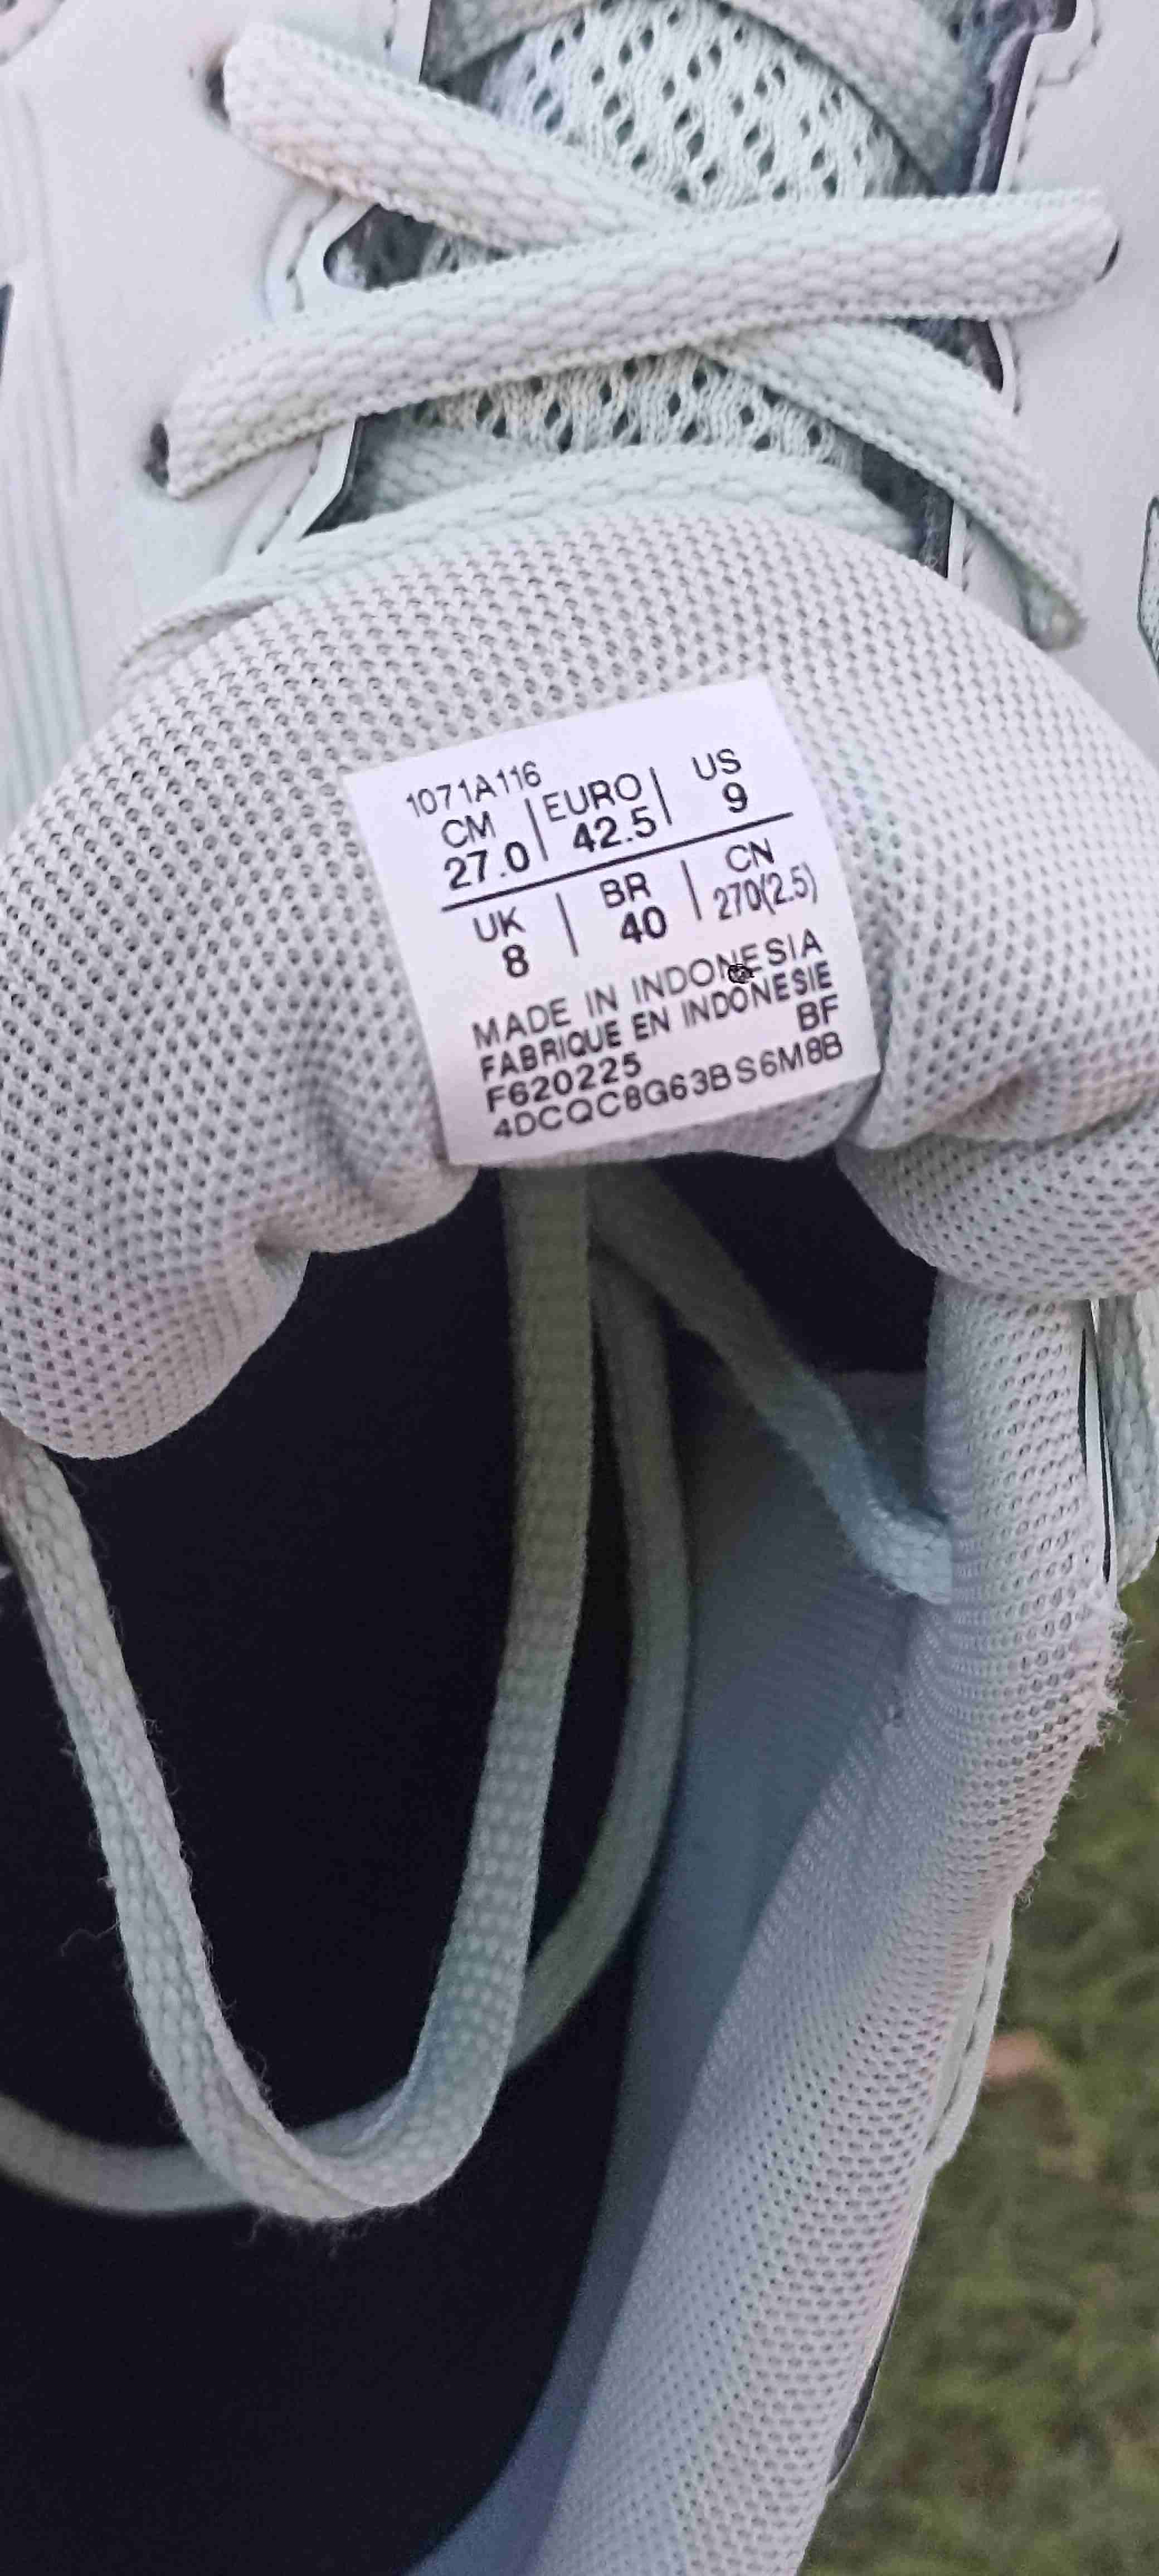 1071A116
CM | EURO | US
27.0 | 42.5 | 9
UK | BR | CN
8 | 40 | 270(2.5)
MADE IN INDONESIA
FABRIQUE EN INDONESIE
F620225 BF
4DCQC8G63BS6M8B